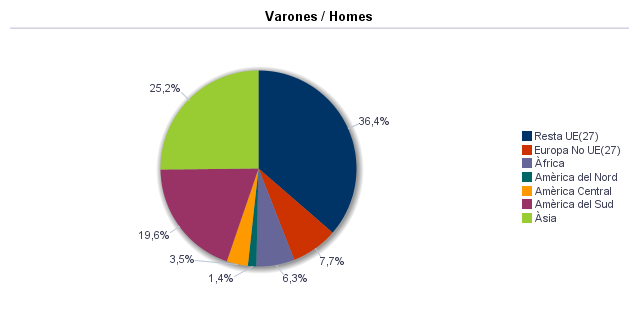 Varones / Homes
25,2%
36,4%
19,6%
3,5%
1,4%
6,3%
7,7%
Resta UE(27)
Europa No UE(27)
Àfrica
Amèrica del Nord
Amèrica Central
Amèrica del Sud
Àsia